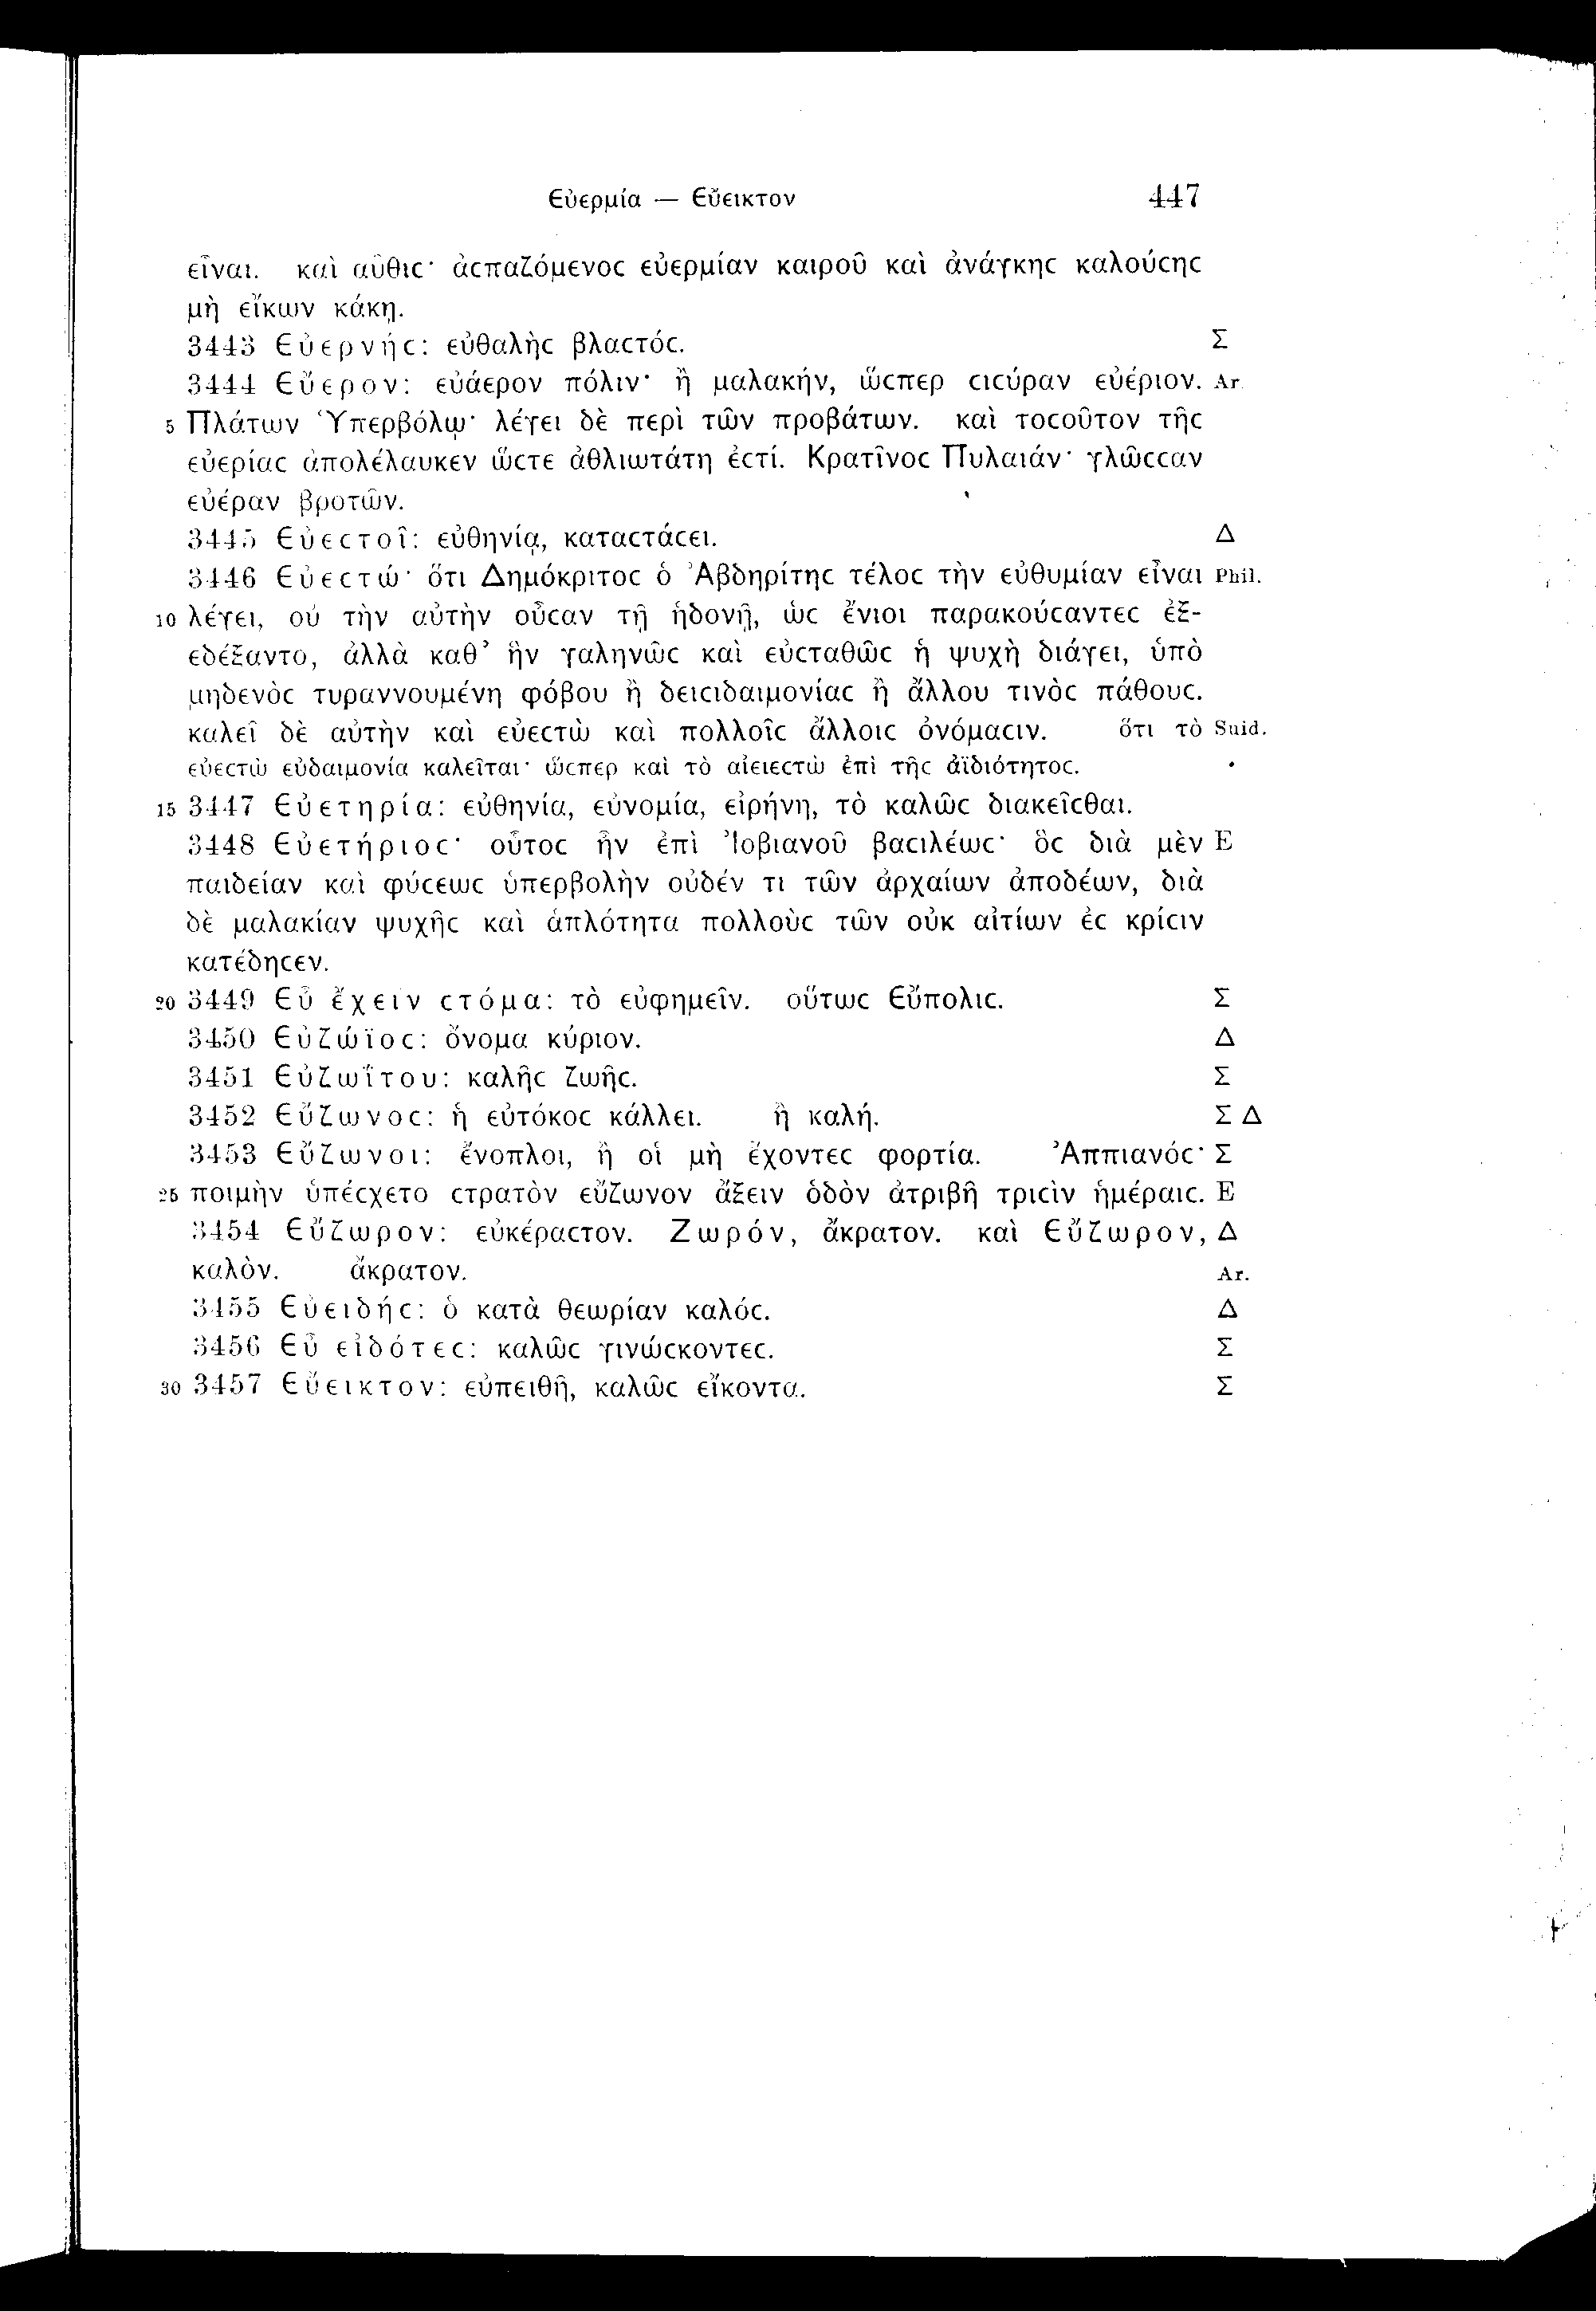 Εὐερμία — Εὔεικτον 447
εἶναι. καὶ αὖθιϲ· ἀϲπαζόμενοϲ εὐερμίαν καιροῦ καὶ ἀνάγκηϲ καλούϲηϲ
μὴ εἴκων κάκῃ.
3443 Εὐερνήϲ: εὐθαλὴϲ βλαϲτόϲ. Σ
3444 Εὔερον: εὐάερον πόλιν· ἢ μαλακήν, ὥϲπερ ϲιϲύραν εὐέριον. Ar.
5 Πλάτων Ὑπερβόλῳ· λέγει δὲ περὶ τῶν προβάτων. καὶ τοϲοῦτον τῆϲ
εὐερίαϲ ἀπολέλαυκεν ὥϲτε ἀθλιωτάτη ἐϲτί. Κρατῖνοϲ Πυλαιάν· γλῶϲϲαν
εὐέραν βροτῶν.
3445 Εὐεϲτοῖ: εὐθηνίᾳ, καταϲτάϲει. Δ
3446 Εὐεϲτώ· ὅτι Δημόκριτοϲ ὁ Ἀβδηρίτηϲ τέλοϲ τὴν εὐθυμίαν εἶναι Phil.
10 λέγει, οὐ τὴν αὐτὴν οὖϲαν τῇ ἡδονῇ, ὡϲ ἔνιοι παρακούϲαντεϲ ἐξ-
εδέξαντο, ἀλλὰ καθ’ ἣν γαληνῶϲ καὶ εὐϲταθῶϲ ἡ ψυχὴ διάγει, ὑπὸ
μηδενὸϲ τυραννουμένη φόβου ἢ δειϲιδαιμονίαϲ ἢ ἄλλου τινὸϲ πάθουϲ.
καλεῖ δὲ αὐτὴν καὶ εὐεϲτὼ καὶ πολλοῖϲ ἄλλοιϲ ὀνόμαϲιν. ὅτι τὸ Suid.
εὐεϲτὼ εὐδαιμονία καλεῖται· ὥϲπερ καὶ τὸ αἰειεϲτὼ ἐπὶ τῆϲ ἀϊδιότητοϲ.
15 3447 Εὐετηρία: εὐθηνία, εὐνομία, εἰρήνη, τὸ καλῶϲ διακεῖϲθαι.
3448 Εὐετήριοϲ· οὗτοϲ ἦν ἐπὶ Ἰοβιανοῦ βαϲιλέωϲ· ὃϲ διὰ μὲν E
παιδείαν καὶ φύϲεωϲ ὑπερβολὴν οὐδέν τι τῶν ἀρχαίων ἀποδέων, διὰ
δὲ μαλακίαν ψυχῆϲ καὶ ἁπλότητα πολλοὺϲ τῶν οὐκ αἰτίων ἐϲ κρίϲιν
κατέδηϲεν.
20 3449 Εὖ ἔχειν ϲτόμα: τὸ εὐφημεῖν. οὕτωϲ Εὔπολιϲ. Σ
3450 Εὐζώϊοϲ: ὄνομα κύριον. Δ
3451 Εὐζωΐτου: καλῆϲ ζωῆϲ. Σ
3452 Εὔζωνοϲ: ἡ εὐτόκοϲ κάλλει. ἢ καλή. Σ Δ
3453 Εὔζωνοι: ἔνοπλοι, ἢ οἱ μὴ ἔχοντεϲ φορτία. Ἀππιανόϲ· Σ
25 ποιμὴν ὑπέϲχετο ϲτρατὸν εὔζωνον ἄξειν ὁδὸν ἀτριβῆ τριϲὶν ἡμέραιϲ. E
3454 Εὔζωρον: εὐκέραϲτον. Ζωρόν, ἄκρατον. καὶ Εὔζωρον, Δ
καλὸν. ἄκρατον. Ar.
3455 Εὐειδήϲ: ὁ κατὰ θεωρίαν καλόϲ. Δ
3456 Εὖ εἰδότεϲ: καλῶϲ γινώϲκοντεϲ. Σ
30 3457 Εὔεικτον: εὐπειθῆ, καλῶϲ εἴκοντα. Σ